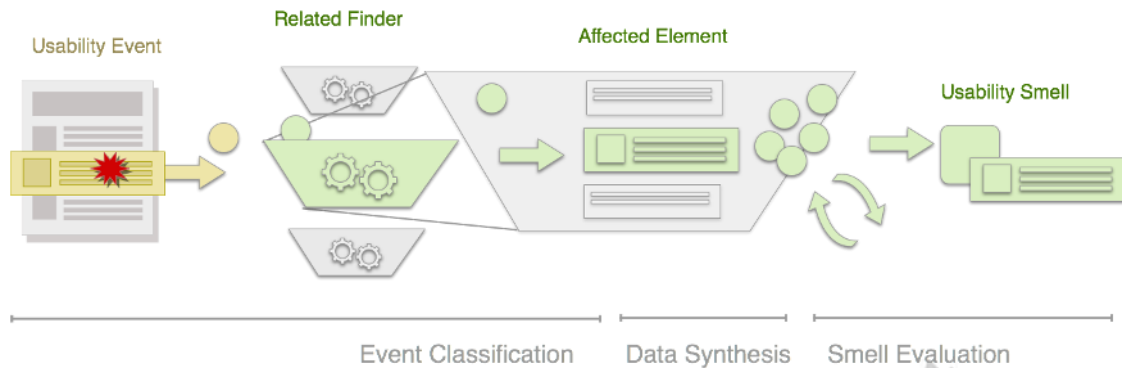 Related Finder
Usability Event
Affected Element
Usability Smell
Event Classification
Data Synthesis
Smell Evaluation